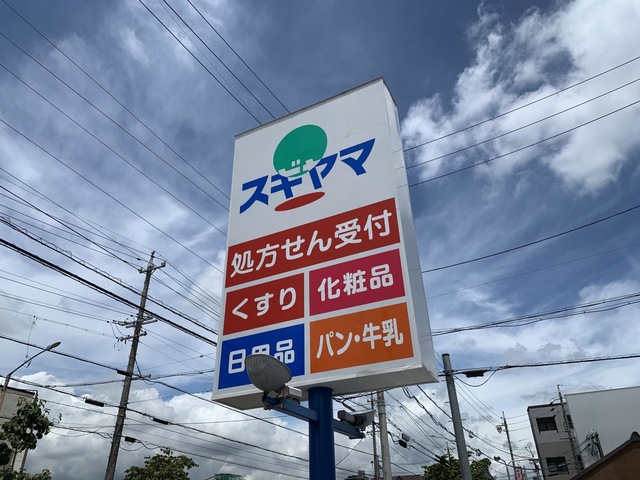 スギヤマ
処方せん受付
くすり
化粧品
日用品
パン・牛乳